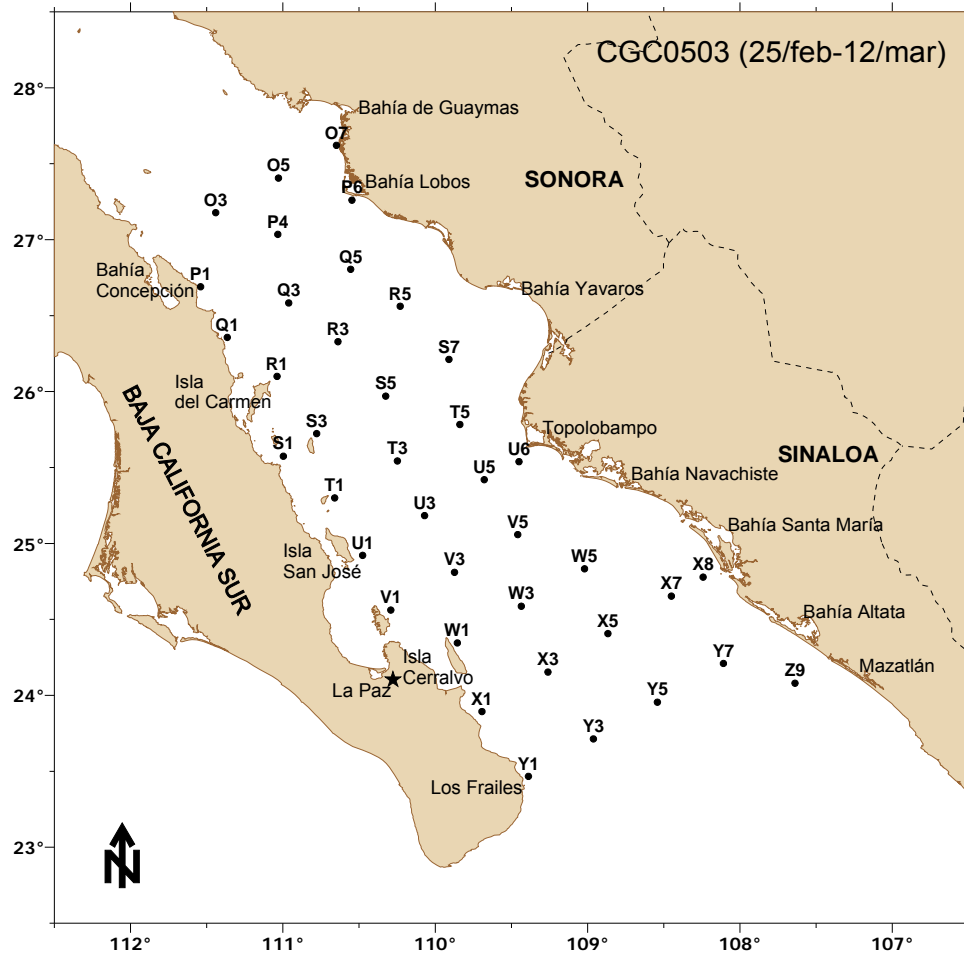 CGC0503 (25/feb-12/mar)
28°
Bahía de Guaymas
O7
O5
SONORA
Bahía Lobos
P6
O3
P4
27°
Q5
Bahía
Concepción
P1
Q3
R5
Bahía Yavaros
Q1
R3
S7
R1
26°
Isla
del Carmen
S5
BAJA CALIFORNIA SUR
S3
T5
Topolobampo
S1
T3
U6
SINALOA
U5
Bahía Navachiste
T1
U3
V5
Bahía Santa María
25°
Isla
San José
U1
V3
W5
X8
X7
V1
W3
Bahía Altata
X5
W1
Isla
Cerralvo
X3
Y7
Mazatlán
Z9
24°
La Paz
X1
Y5
Y3
Y1
Los Frailes
23°
N
112°
111°
110°
109°
108°
107°